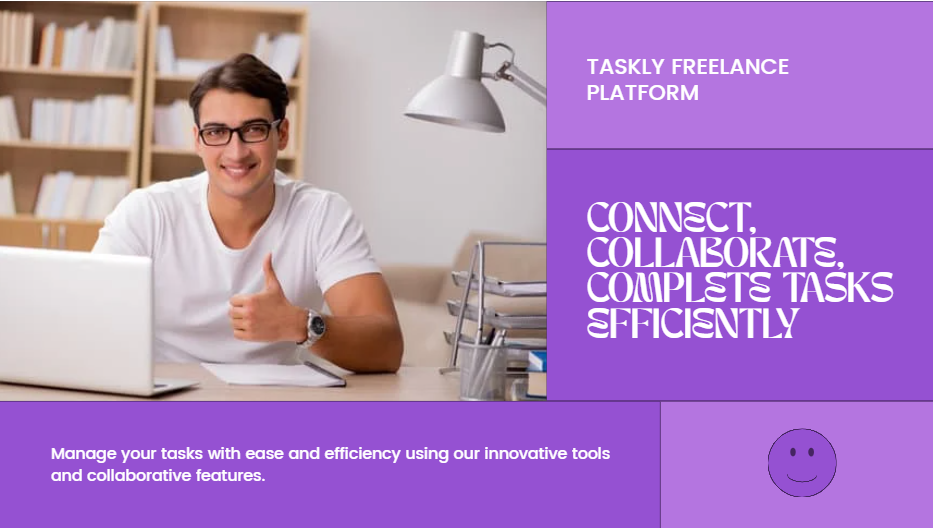 TASKLY FREELANCE
PLATFORM
CONNECT,
COLLABORATE,
COMPLETE TASKS
EFFICIENTLY
Manage your tasks with ease and efficiency using our innovative tools
and collaborative features.